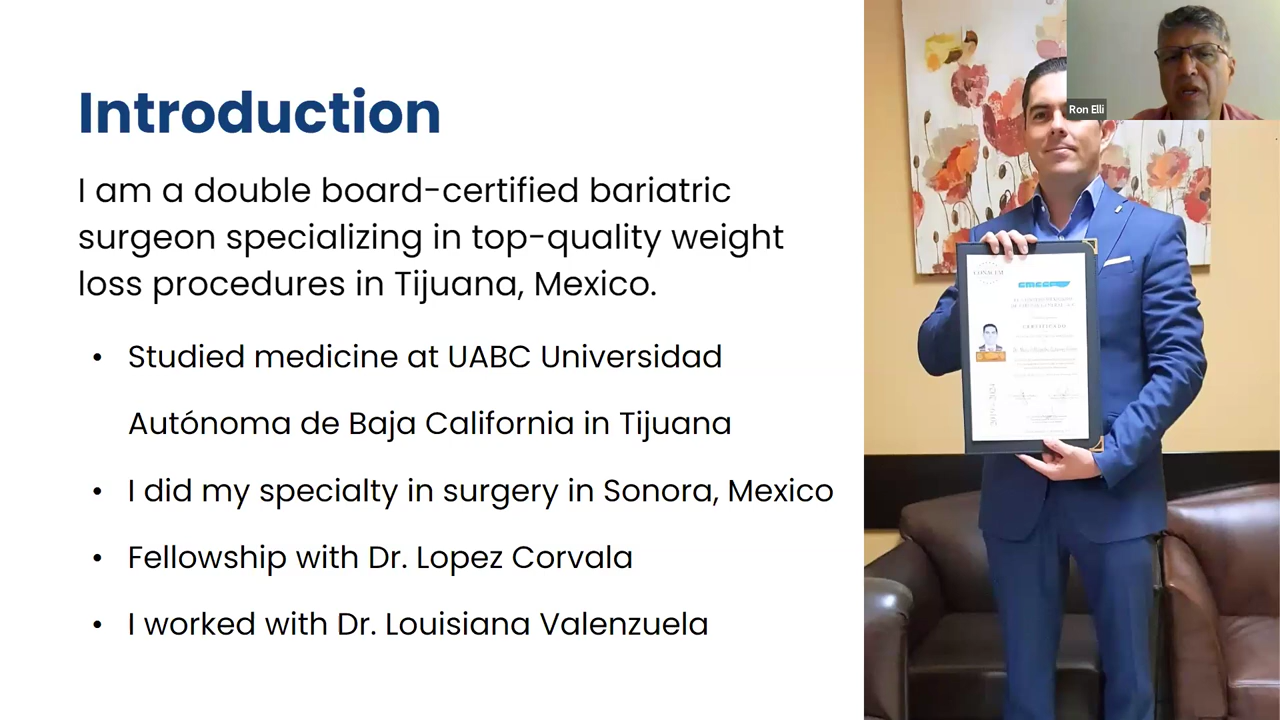 Introduction
I am a double board-certified bariatric
surgeon specializing in top-quality weight
loss procedures in Tijuana, Mexico.
• Studied medicine at UABC Universidad
Autónoma de Baja California in Tijuana
• I did my specialty in surgery in Sonora, Mexico
• Fellowship with Dr. Lopez Corvala
• I worked with Dr. Louisiana Valenzuela
Ron Elli